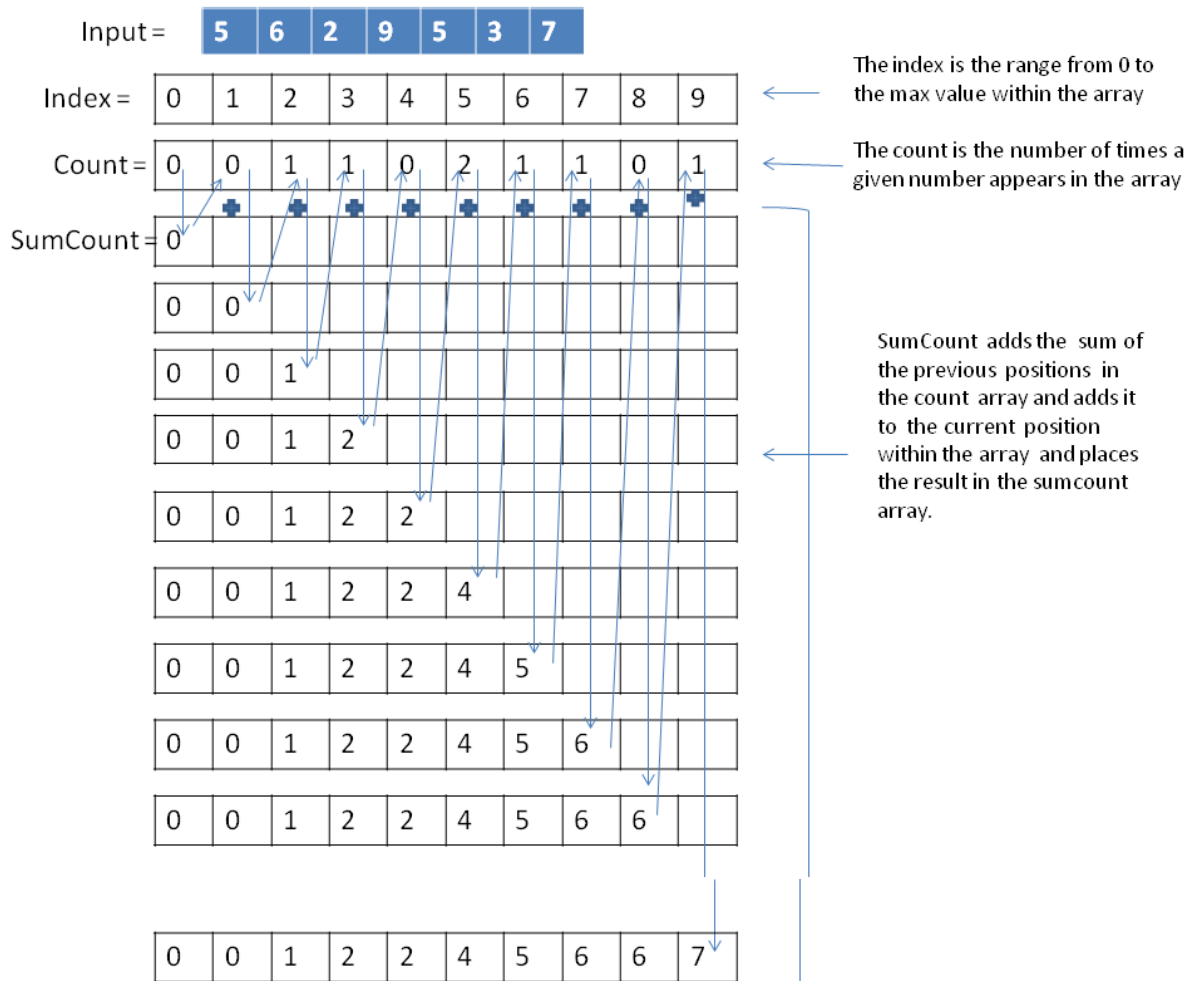 Input = 5 6 2 9 5 3 7
Index = 0 1 2 3 4 5 6 7 8 9
The index is the range from 0 to
the max value within the array
Count = 0 0 1 1 0 2 1 1 0 1
The count is the number of times a
given number appears in the array
SumCount = 0
0 0
0 0 1
0 0 1 2
SumCount adds the sum of
the previous positions in
the count array and adds it
to the current position
within the array and places
the result in the sumcount
array.
0 0 1 2 2
0 0 1 2 2 4
0 0 1 2 2 4 5
0 0 1 2 2 4 5 6
0 0 1 2 2 4 5 6 6
0 0 1 2 2 4 5 6 6 7